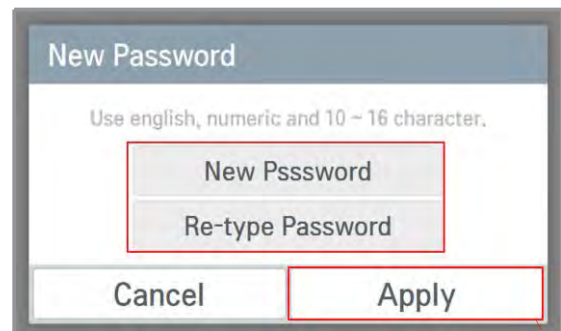 New Password
Use english, numeric and 10 ~ 16 character.
New Psssword
Re-type Password
Cancel Apply